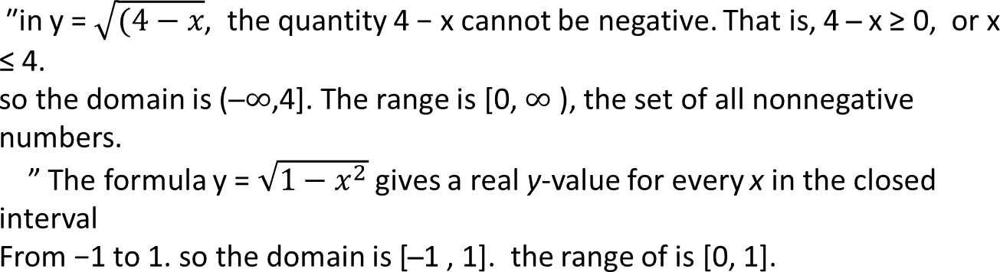 ″in y = √(4 − x, the quantity 4 − x cannot be negative. That is, 4 – x ≥ 0, or x
≤ 4.
so the domain is (–∞,4]. The range is [0, ∞ ), the set of all nonnegative
numbers.
” The formula y = √1 − x² gives a real y-value for every x in the closed
interval
From −1 to 1. so the domain is [–1 , 1]. the range of is [0, 1].